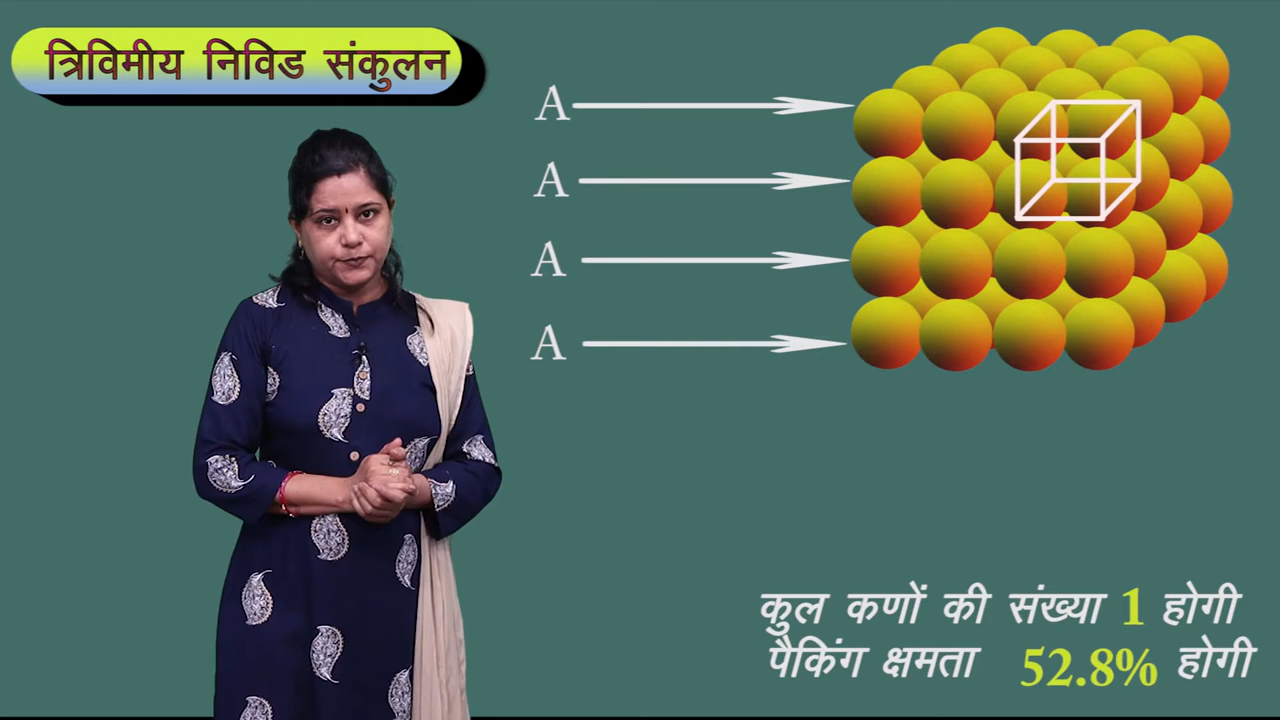 त्रिविमीय निविड संकुलन
A
A
A
A
कुल कणों की संख्या 1 होगी
पैकिंग क्षमता 52.8% होगी